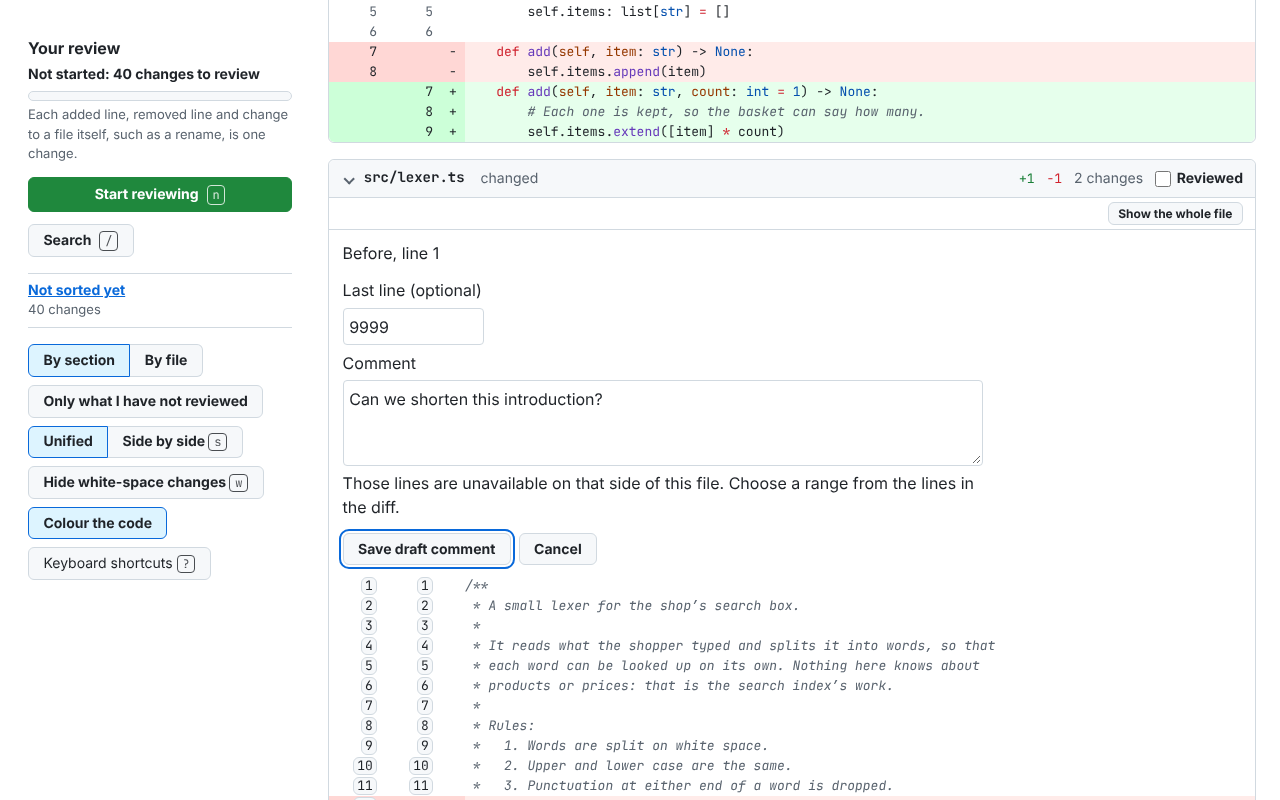 Your review
Not started: 40 changes to review
Each added line, removed line and change
to a file itself, such as a rename, is one
change.
Start reviewing n
Search /
Not sorted yet
40 changes
By section By file
Only what I have not reviewed
Unified Side by side s
Hide white-space changes w
Colour the code
Keyboard shortcuts ?
5 5 self.items: list[str] = []
6 6
7 - def add(self, item: str) -> None:
8 - self.items.append(item)
7 + def add(self, item: str, count: int = 1) -> None:
8 + # Each one is kept, so the basket can say how many.
9 + self.items.extend([item] * count)
src/lexer.ts changed +1 -1 2 changes Reviewed
Show the whole file
Before, line 1
Last line (optional)
9999
Comment
Can we shorten this introduction?
Those lines are unavailable on that side of this file. Choose a range from the lines in
the diff.
Save draft comment Cancel
1 1 /**
2 2 * A small lexer for the shop’s search box.
3 3 *
4 4 * It reads what the shopper typed and splits it into words, so that
5 5 * each word can be looked up on its own. Nothing here knows about
6 6 * products or prices: that is the search index’s work.
7 7 *
8 8 * Rules:
9 9 * 1. Words are split on white space.
10 10 * 2. Upper and lower case are the same.
11 11 * 3. Punctuation at either end of a word is dropped.